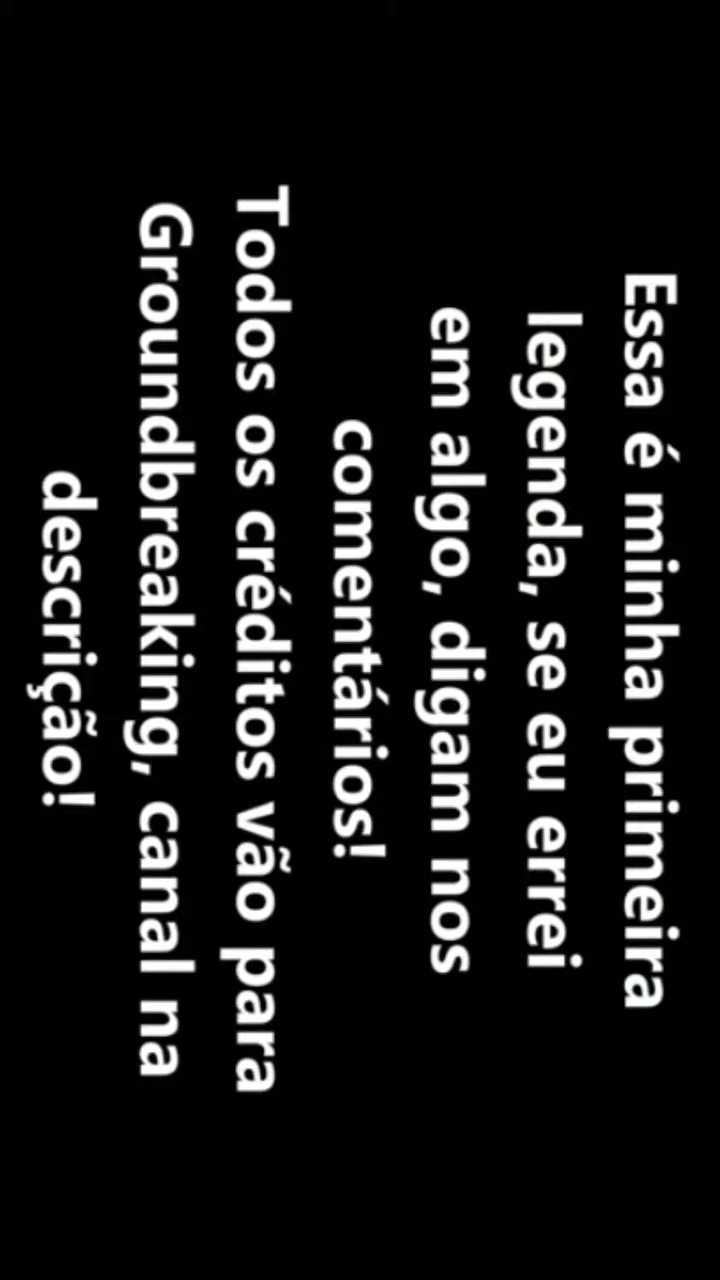 Essa é minha primeira
legenda, se eu errei
em algo, digam nos
comentários!
Todos os créditos vão para
Groundbreaking, canal na
descrição!